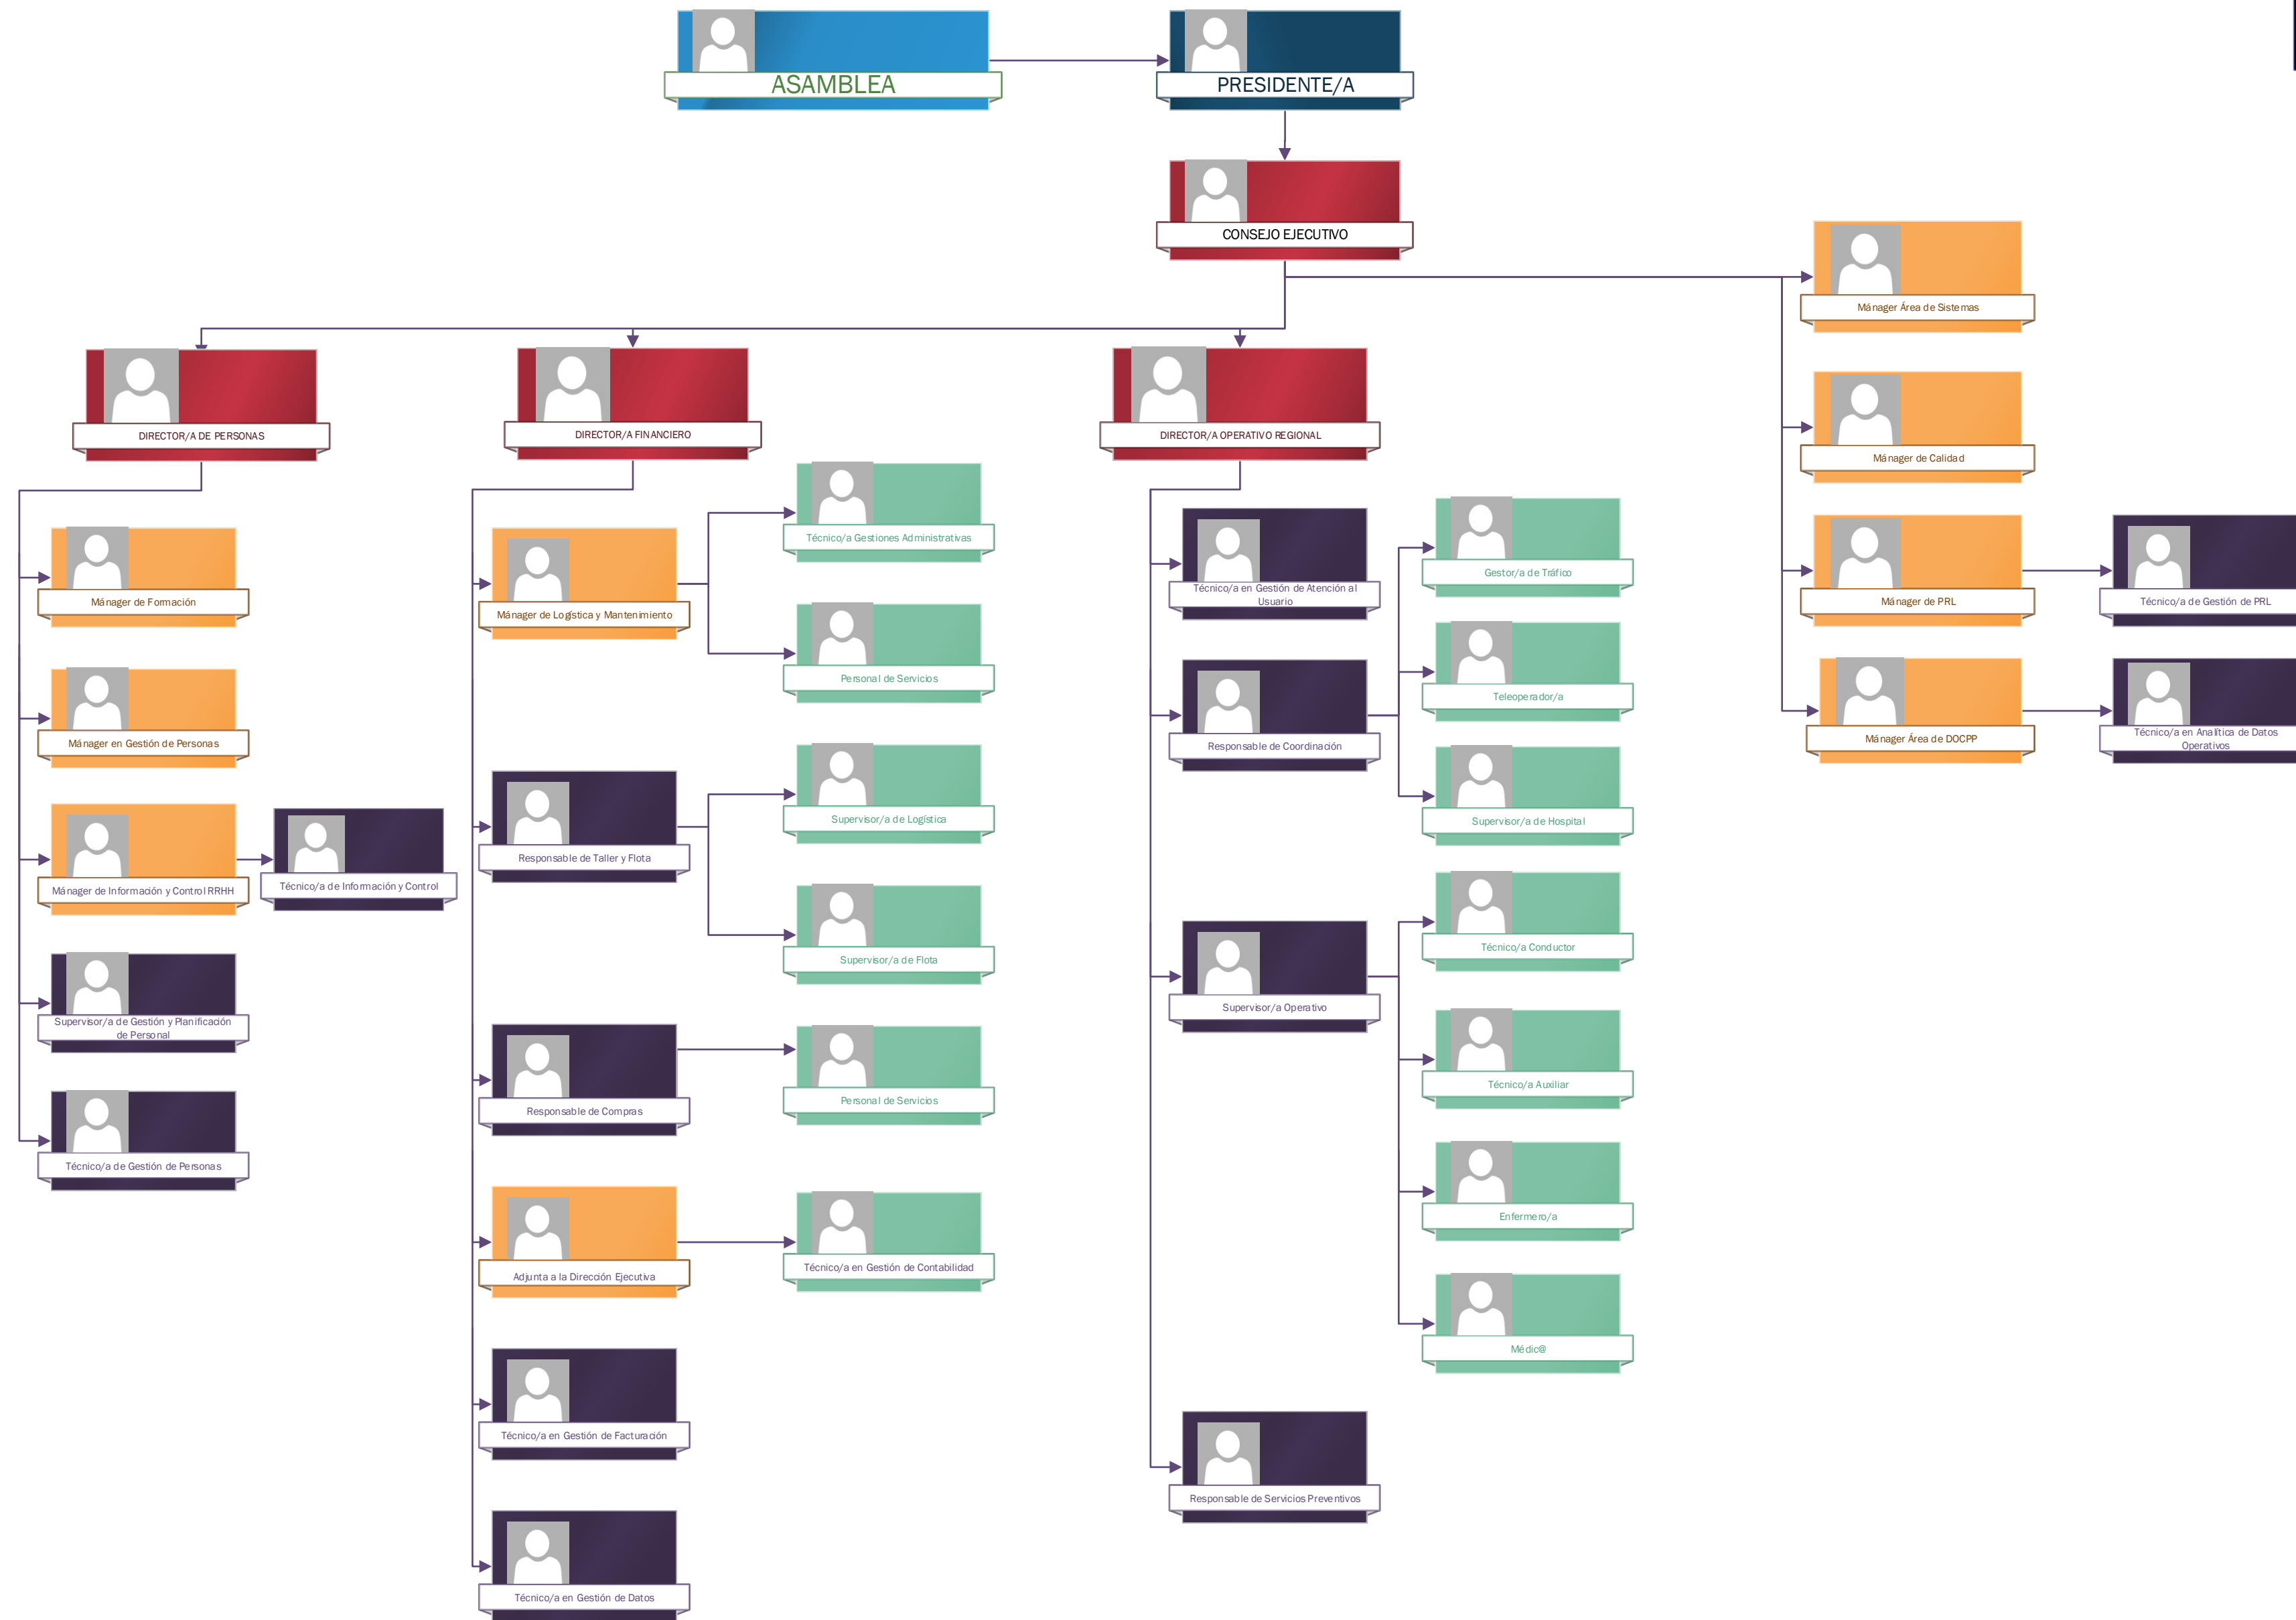 ASAMBLEA
PRESIDENTE/A
CONSEJO EJECUTIVO
Mánager Área de Sistemas
DIRECTOR/A DE PERSONAS
DIRECTOR/A FINANCIERO
DIRECTOR/A OPERATIVO REGIONAL
Mánager de Calidad
Técnico/a Gestiones Administrativas
Gestor/a de Tráfico
Técnico/a en Gestión de Atención al
Usuario
Mánager de Formación
Mánager de Logística y Mantenimiento
Mánager de PRL
Técnico/a de Gestión de PRL
Personal de Servicios
Teleoperador/a
Mánager en Gestión de Personas
Responsable de Coordinación
Mánager Área de DOCPP
Técnico/a en Analítica de Datos
Operativos
Supervisor/a de Logística
Supervisor/a de Hospital
Mánager de Información y Control RRHH
Técnico/a de Información y Control
Responsable de Taller y Flota
Supervisor/a de Flota
Técnico/a Conductor
Supervisor/a Operativo
Supervisor/a de Gestión y Planificación
de Personal
Responsable de Compras
Personal de Servicios
Técnico/a Auxiliar
Técnico/a de Gestión de Personas
Enfermero/a
Adjunta a la Dirección Ejecutiva
Técnico/a en Gestión de Contabilidad
Médic@
Técnico/a en Gestión de Facturación
Responsable de Servicios Preventivos
Técnico/a en Gestión de Datos